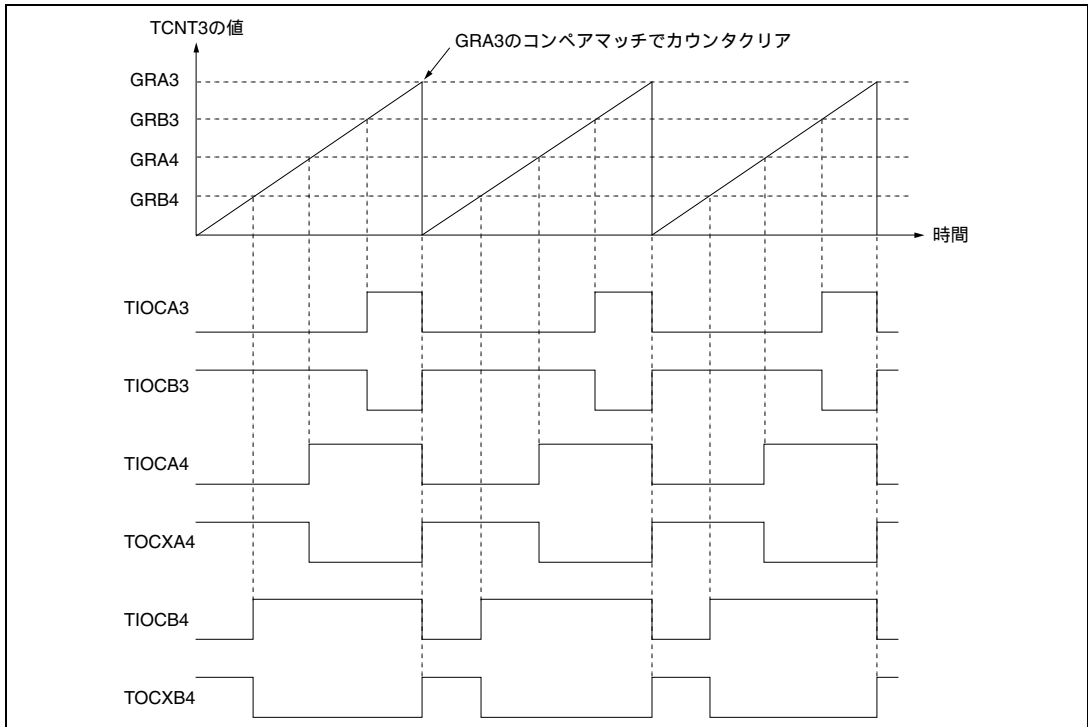 TCNT3の値
GRA3のコンペアマッチでカウンタクリア
GRA3
GRB3
GRA4
GRB4
時間
TIOCA3
TIOCB3
TIOCA4
TOCXA4
TIOCB4
TOCXB4